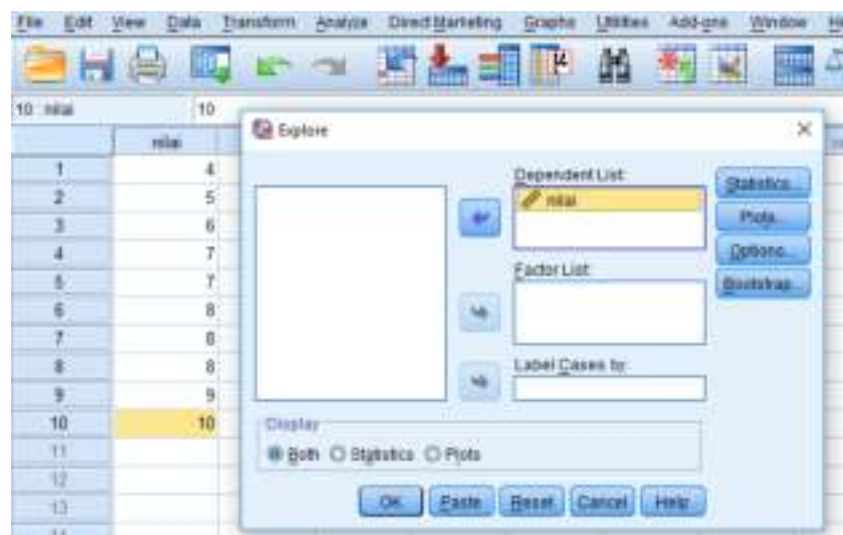 File Edit View Data Transform Analyze Direct Marketing Graphs Utilities Add-ons Window
10 : nilai 10
nilai
1 4
2 5
3 6
4 7
5 7
6 8
7 8
8 8
9 9
10 10
11
12
13
14
Explore
Dependent List:
nilai
Factor List:
Label Cases by:
Statistics...
Plots...
Options...
Bootstrap...
Display
Both Statistics Plots
OK Paste Reset Cancel Help